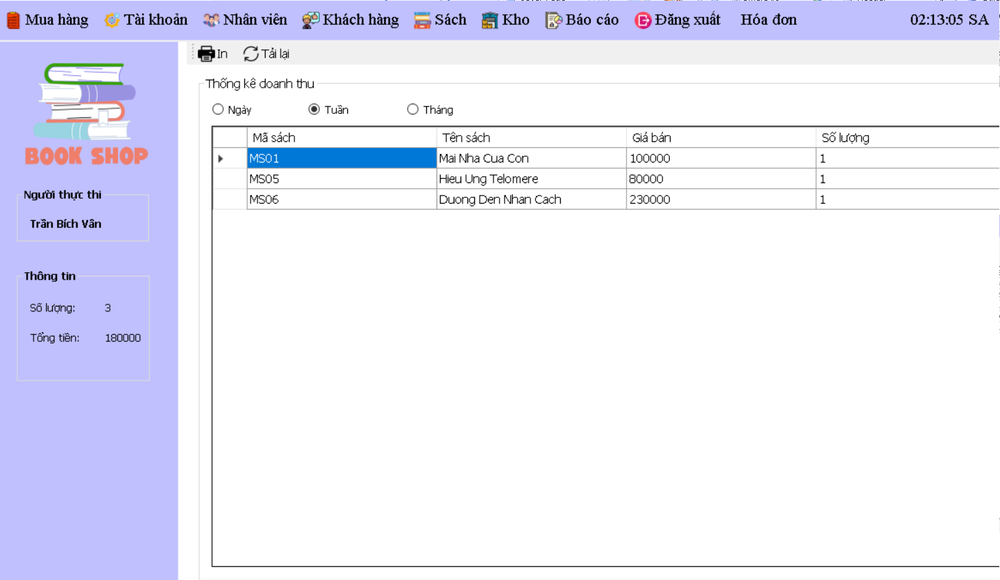 Mua hàng Tài khoản Nhân viên Khách hàng Sách Kho Báo cáo Đăng xuất Hóa đơn 02:13:05 SA
In Tải lại
BOOK SHOP
Người thực thi
Trần Bích Vân
Thông tin
Số lượng: 3
Tổng tiền: 180000
Thống kê doanh thu
Ngày Tuần Tháng
Mã sách Tên sách Giá bán Số lượng
MS01 Mai Nha Cua Con 100000 1
MS05 Hieu Ung Telomere 80000 1
MS06 Duong Den Nhan Cach 230000 1